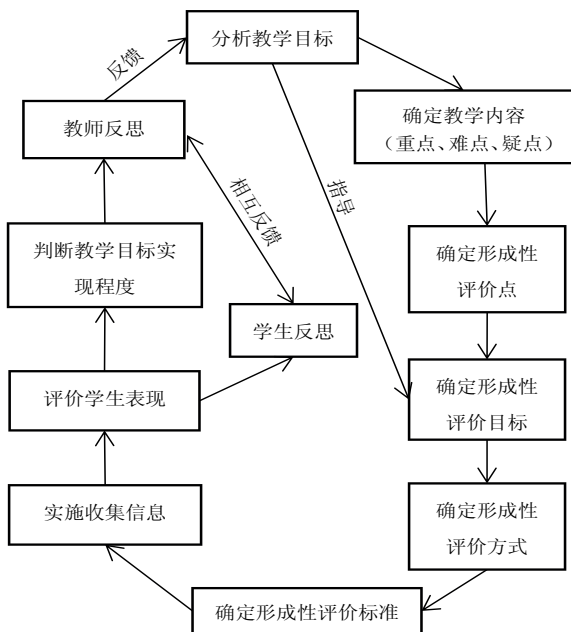 分析教学目标
反馈
教师反思
确定教学内容
（重点、难点、疑点）
相互反馈
指导
判断教学目标实
现程度
确定形成性
评价点
学生反思
评价学生表现
确定形成性
评价目标
实施收集信息
确定形成性
评价方式
确定形成性评价标准